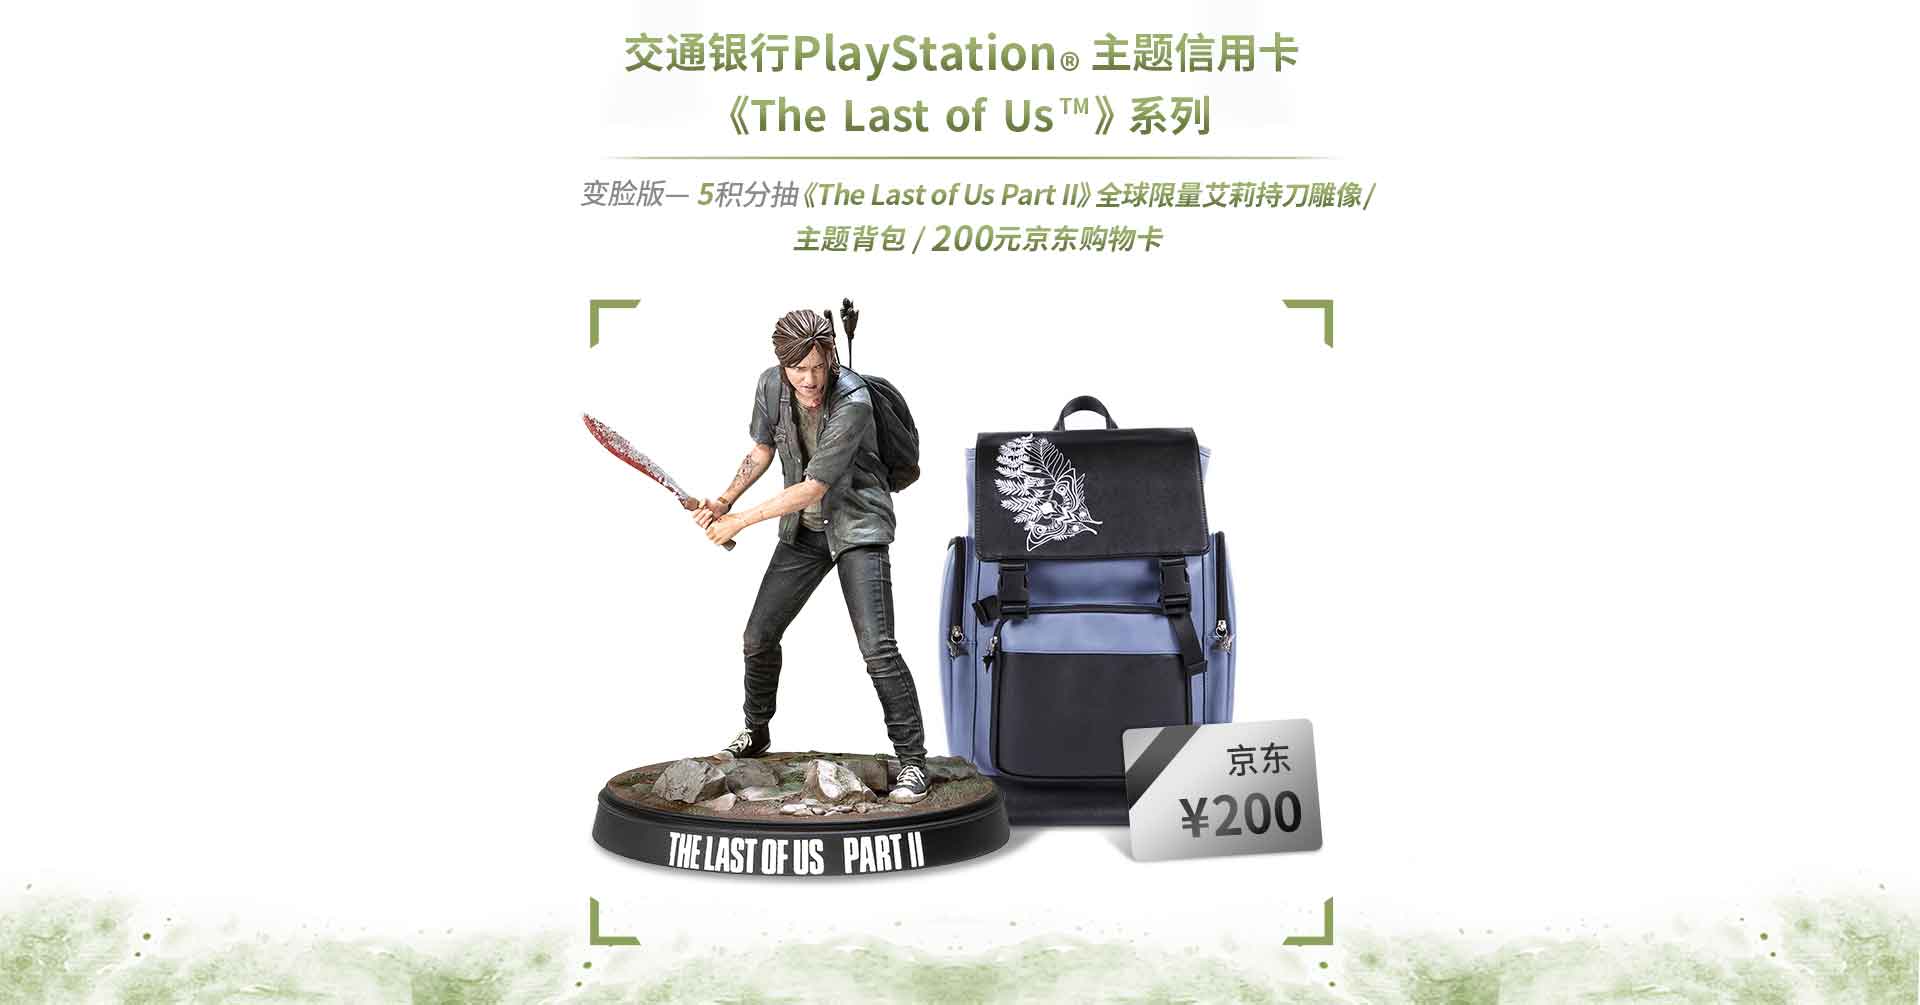 交通银行PlayStation® 主题信用卡
《The Last of Us™》系列
变脸版— 5积分抽《The Last of Us Part II》全球限量艾莉持刀雕像/
主题背包 / 200元京东购物卡
THE LAST OF US PART II
京东
¥200